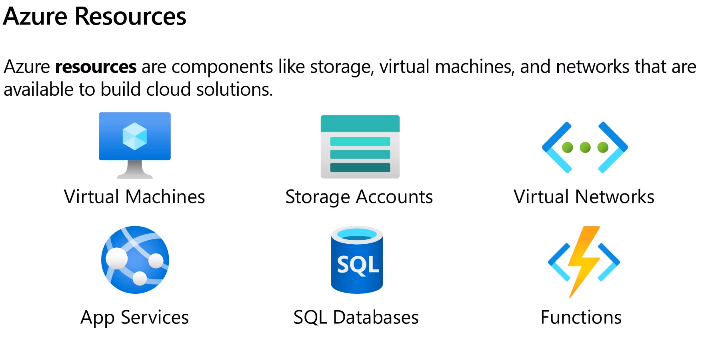 Azure Resources
Azure resources are components like storage, virtual machines, and networks that are
available to build cloud solutions.
Virtual Machines
Storage Accounts
Virtual Networks
SQL
App Services
SQL Databases
Functions